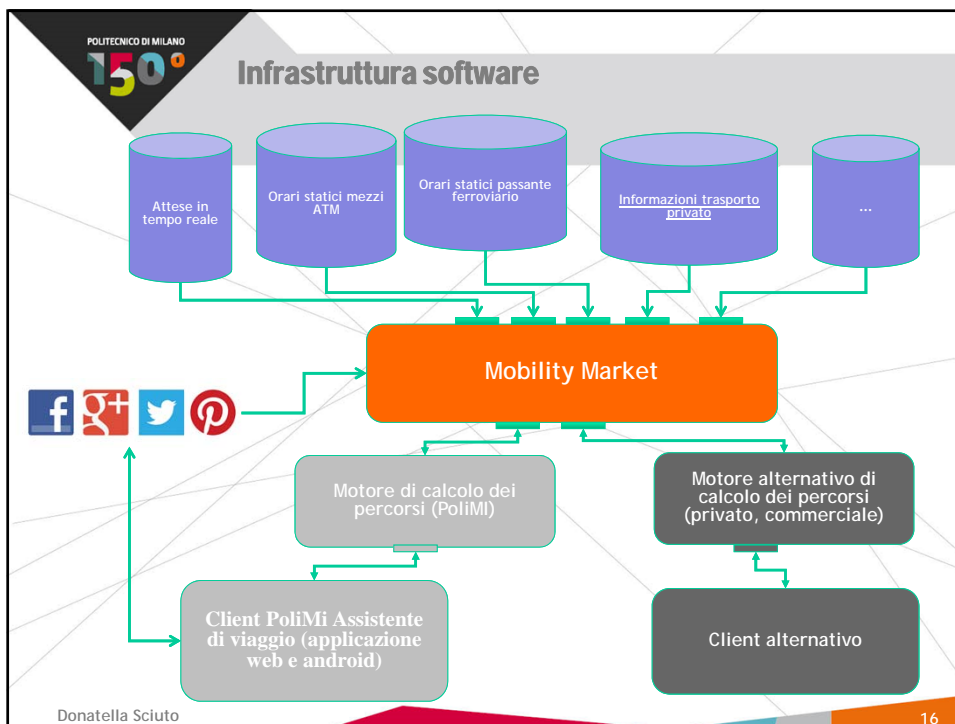 POLITECNICO DI MILANO
150°
Infrastruttura software
Attese in
tempo reale
Orari statici mezzi
ATM
Orari statici passante
ferroviario
Informazioni trasporto
privato
...
Mobility Market
f
g+
Motore di calcolo dei
percorsi (PoliMI)
Motore alternativo di
calcolo dei percorsi
(privato, commerciale)
Client PoliMi Assistente
di viaggio (applicazione
web e android)
Client alternativo
Donatella Sciuto
16